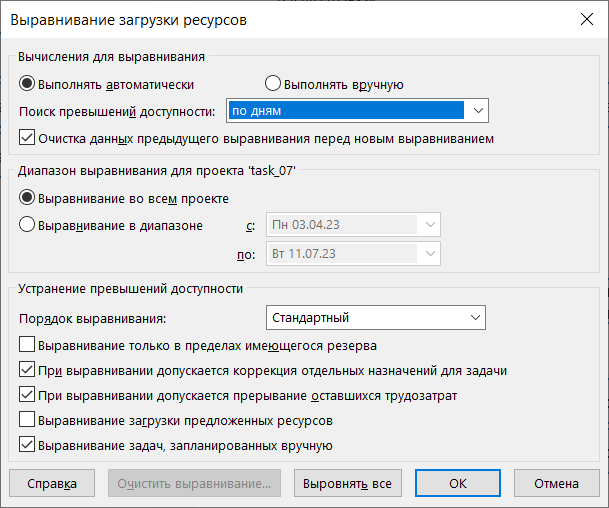 Выравнивание загрузки ресурсов
Вычисления для выравнивания
Выполнять автоматически Выполнять вручную
Поиск превышений доступности: по дням
Очистка данных предыдущего выравнивания перед новым выравниванием
Диапазон выравнивания для проекта 'task_07'
Выравнивание во всем проекте
Выравнивание в диапазоне с: Пн 03.04.23
по: Вт 11.07.23
Устранение превышений доступности
Порядок выравнивания: Стандартный
Выравнивание только в пределах имеющегося резерва
При выравнивании допускается коррекция отдельных назначений для задачи
При выравнивании допускается прерывание оставшихся трудозатрат
Выравнивание загрузки предложенных ресурсов
Выравнивание задач, запланированных вручную
Справка Очистить выравнивание... Выровнять все ОК Отмена